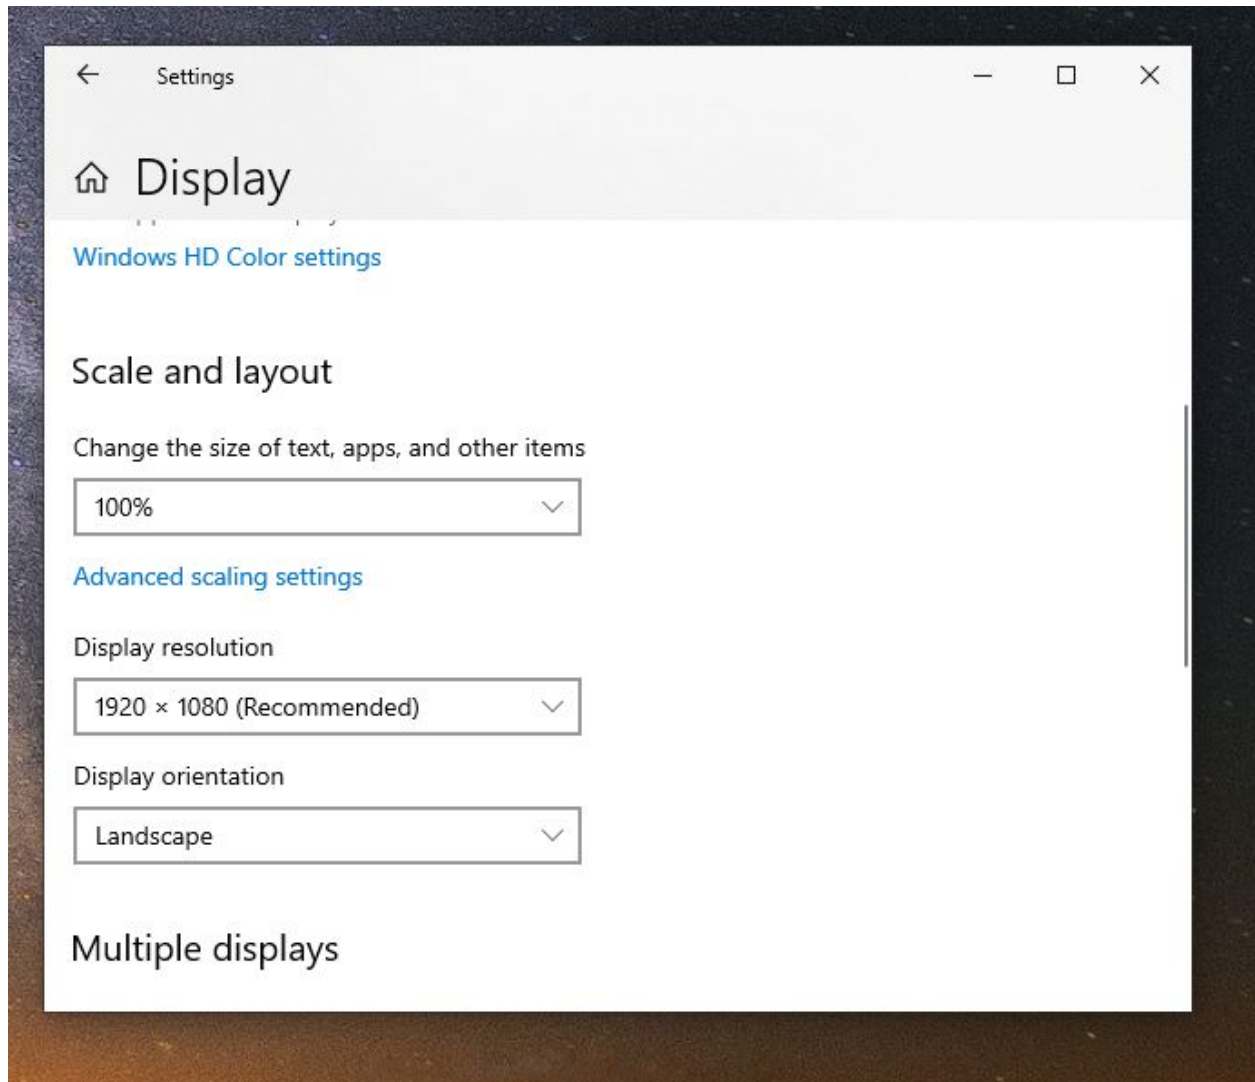 Settings
Display
Windows HD Color settings
Scale and layout
Change the size of text, apps, and other items
100%
Advanced scaling settings
Display resolution
1920 × 1080 (Recommended)
Display orientation
Landscape
Multiple displays